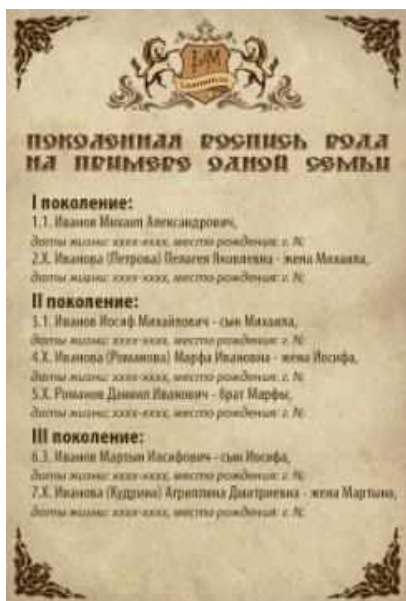 ПОКОЛЕННАЯ РОСПИСЬ РОДА
НА ПРИМЕРЕ ОДНОЙ СЕМЬИ
I поколение:
1.1. Иванов Михаил Александрович,
даты жизни: хххх-хххх, место рождения: г. N;
2.X. Иванова (Петрова) Пелагея Яковлевна - жена Михаила,
даты жизни: хххх-хххх, место рождения: г. N;
II поколение:
3.1. Иванов Иосиф Михайлович - сын Михаила,
даты жизни: хххх-хххх, место рождения: г. N;
4.X. Иванова (Романова) Марфа Ивановна - жена Иосифа,
даты жизни: хххх-хххх, место рождения: г. N;
5.X. Романов Даниил Иванович - брат Марфы,
даты жизни: хххх-хххх, место рождения: г. N;
III поколение:
6.3. Иванов Мартын Иосифович - сын Иосифа,
даты жизни: хххх-хххх, место рождения: г. N;
7.X. Иванова (Кудрина) Агриппина Дмитриевна - жена Мартына,
даты жизни: хххх-хххх, место рождения: г. N;